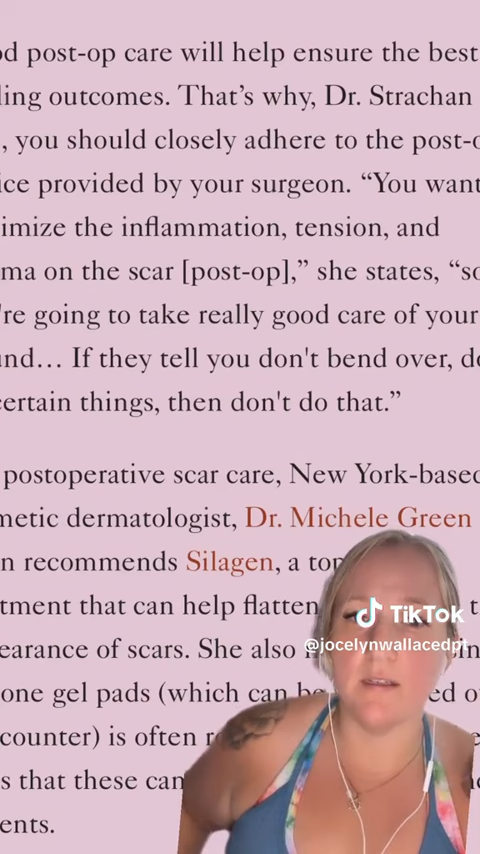 od post-op care will help ensure the best
ling outcomes. That’s why, Dr. Strachan
, you should closely adhere to the post-o
ice provided by your surgeon. “You want
imize the inflammation, tension, and
ma on the scar [post-op],” she states, “so
're going to take really good care of your
und… If they tell you don't bend over, do
certain things, then don't do that.”
postoperative scar care, New York-based
metic dermatologist, Dr. Michele Green
n recommends Silagen, a top
tment that can help flatten
earance of scars. She also
one gel pads (which can be ed o
counter) is often r
s that these can
ents.
TikTok
@jocelynwallacedpt